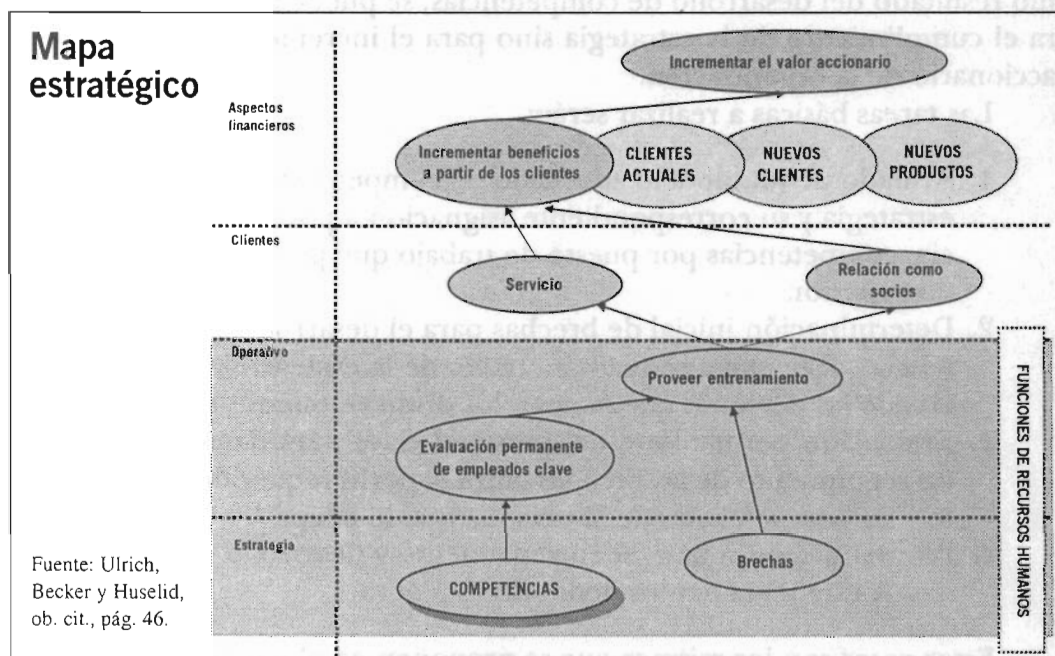 Mapa
estratégico
Aspectos
financieros
Incrementar el valor accionario
Incrementar beneficios
a partir de los clientes
CLIENTES
ACTUALES
NUEVOS
CLIENTES
NUEVOS
PRODUCTOS
Clientes
Servicio
Relación como
socios
Operativo
Proveer entrenamiento
Evaluación permanente
de empleados clave
Estrategia
COMPETENCIAS
Brechas
FUNCIONES DE RECURSOS HUMANOS
Fuente: Ulrich,
Becker y Huselid,
ob. cit., pág. 46.